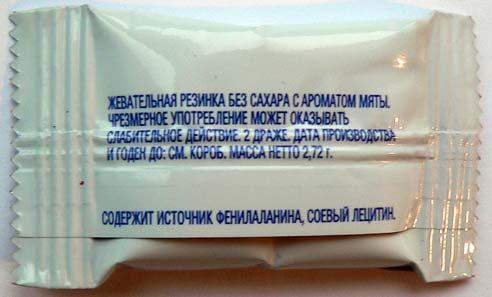 ЖЕВАТЕЛЬНАЯ РЕЗИНКА БЕЗ САХАРА С АРОМАТОМ МЯТЫ.
ЧРЕЗМЕРНОЕ УПОТРЕБЛЕНИЕ МОЖЕТ ОКАЗЫВАТЬ
СЛАБИТЕЛЬНОЕ ДЕЙСТВИЕ. 2 ДРАЖЕ. ДАТА ПРОИЗВОДСТВА
И ГОДЕН ДО: СМ. КОРОБ. МАССА НЕТТО 2,72 г.
СОДЕРЖИТ ИСТОЧНИК ФЕНИЛАЛАНИНА, СОЕВЫЙ ЛЕЦИТИН.